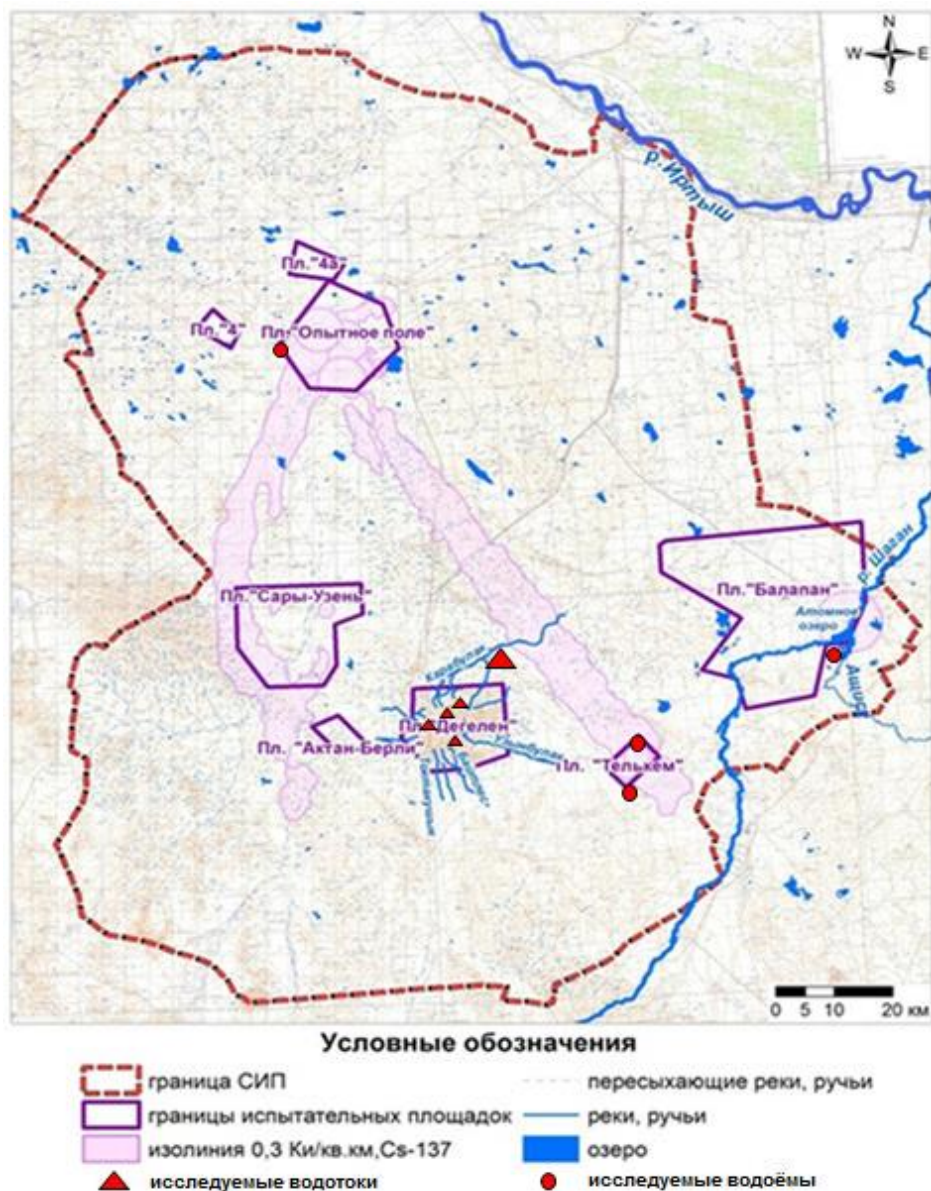 N
W E
S
р.Иртыш
Пл."4а"
Пл."4"
Пл-"Опытное поле"
р. Шаган
Пл."Балапан"
Атомное
озеро
Пл."Сары-Узень"
Карабулак
Ащису
Пл."Дегелен"
Пл. "Актан-Берли"
Пл. "Телькем"
0 5 10 20 км
Условные обозначения
граница СИП
пересыхающие реки, ручьи
границы испытательных площадок
реки, ручьи
изолиния 0,3 Ки/кв.км,Cs-137
озеро
исследуемые водотоки
исследуемые водоёмы